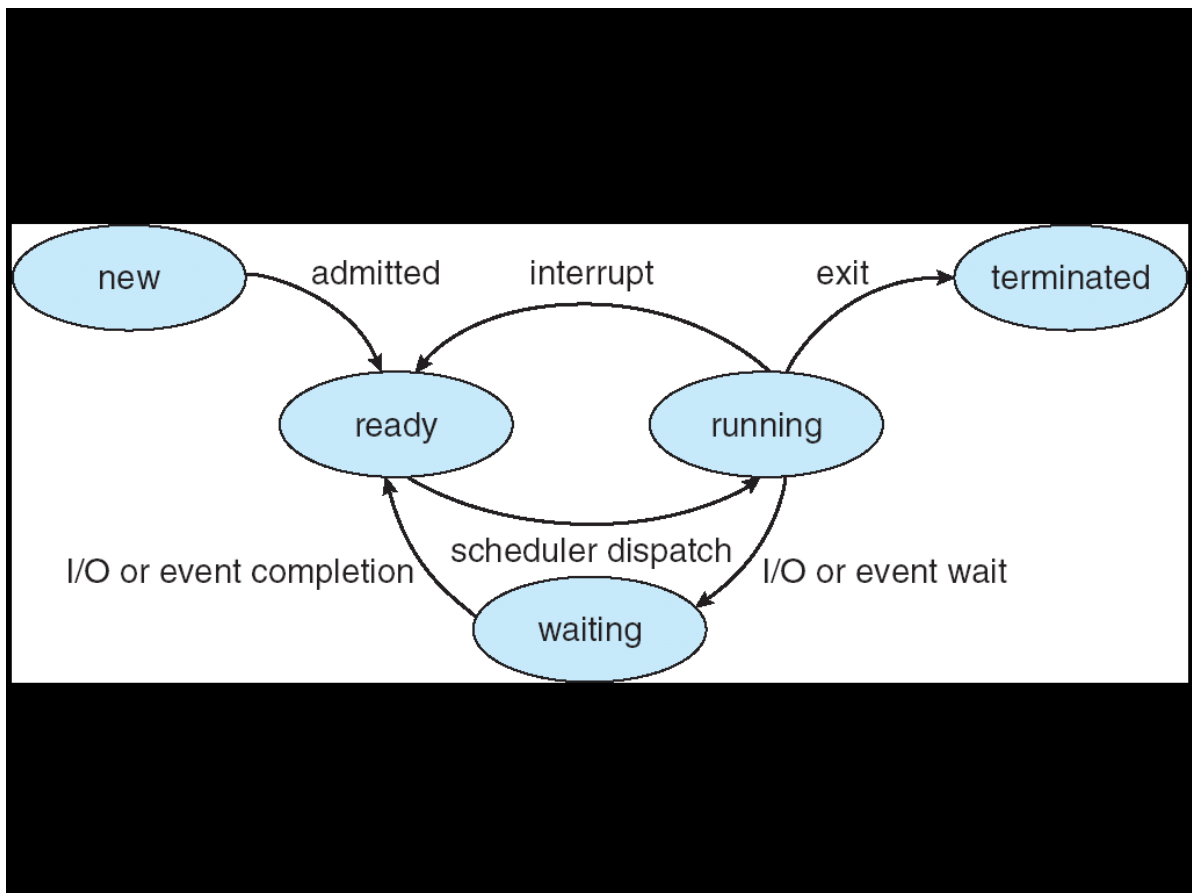 new
admitted
interrupt
exit
terminated
ready
running
scheduler dispatch
I/O or event completion
I/O or event wait
waiting